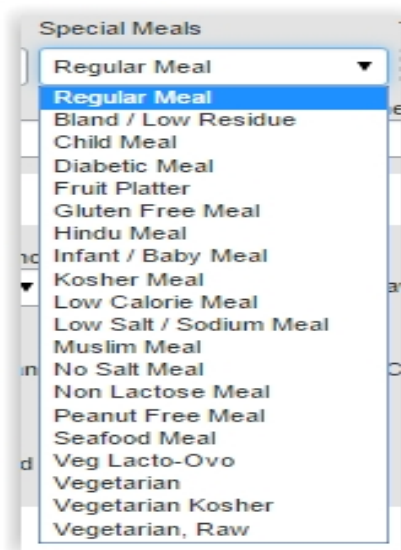 Special Meals
Regular Meal
Regular Meal
Bland / Low Residue
Child Meal
Diabetic Meal
Fruit Platter
Gluten Free Meal
Hindu Meal
Infant / Baby Meal
Kosher Meal
Low Calorie Meal
Low Salt / Sodium Meal
Muslim Meal
No Salt Meal
Non Lactose Meal
Peanut Free Meal
Seafood Meal
Veg Lacto-Ovo
Vegetarian
Vegetarian Kosher
Vegetarian, Raw